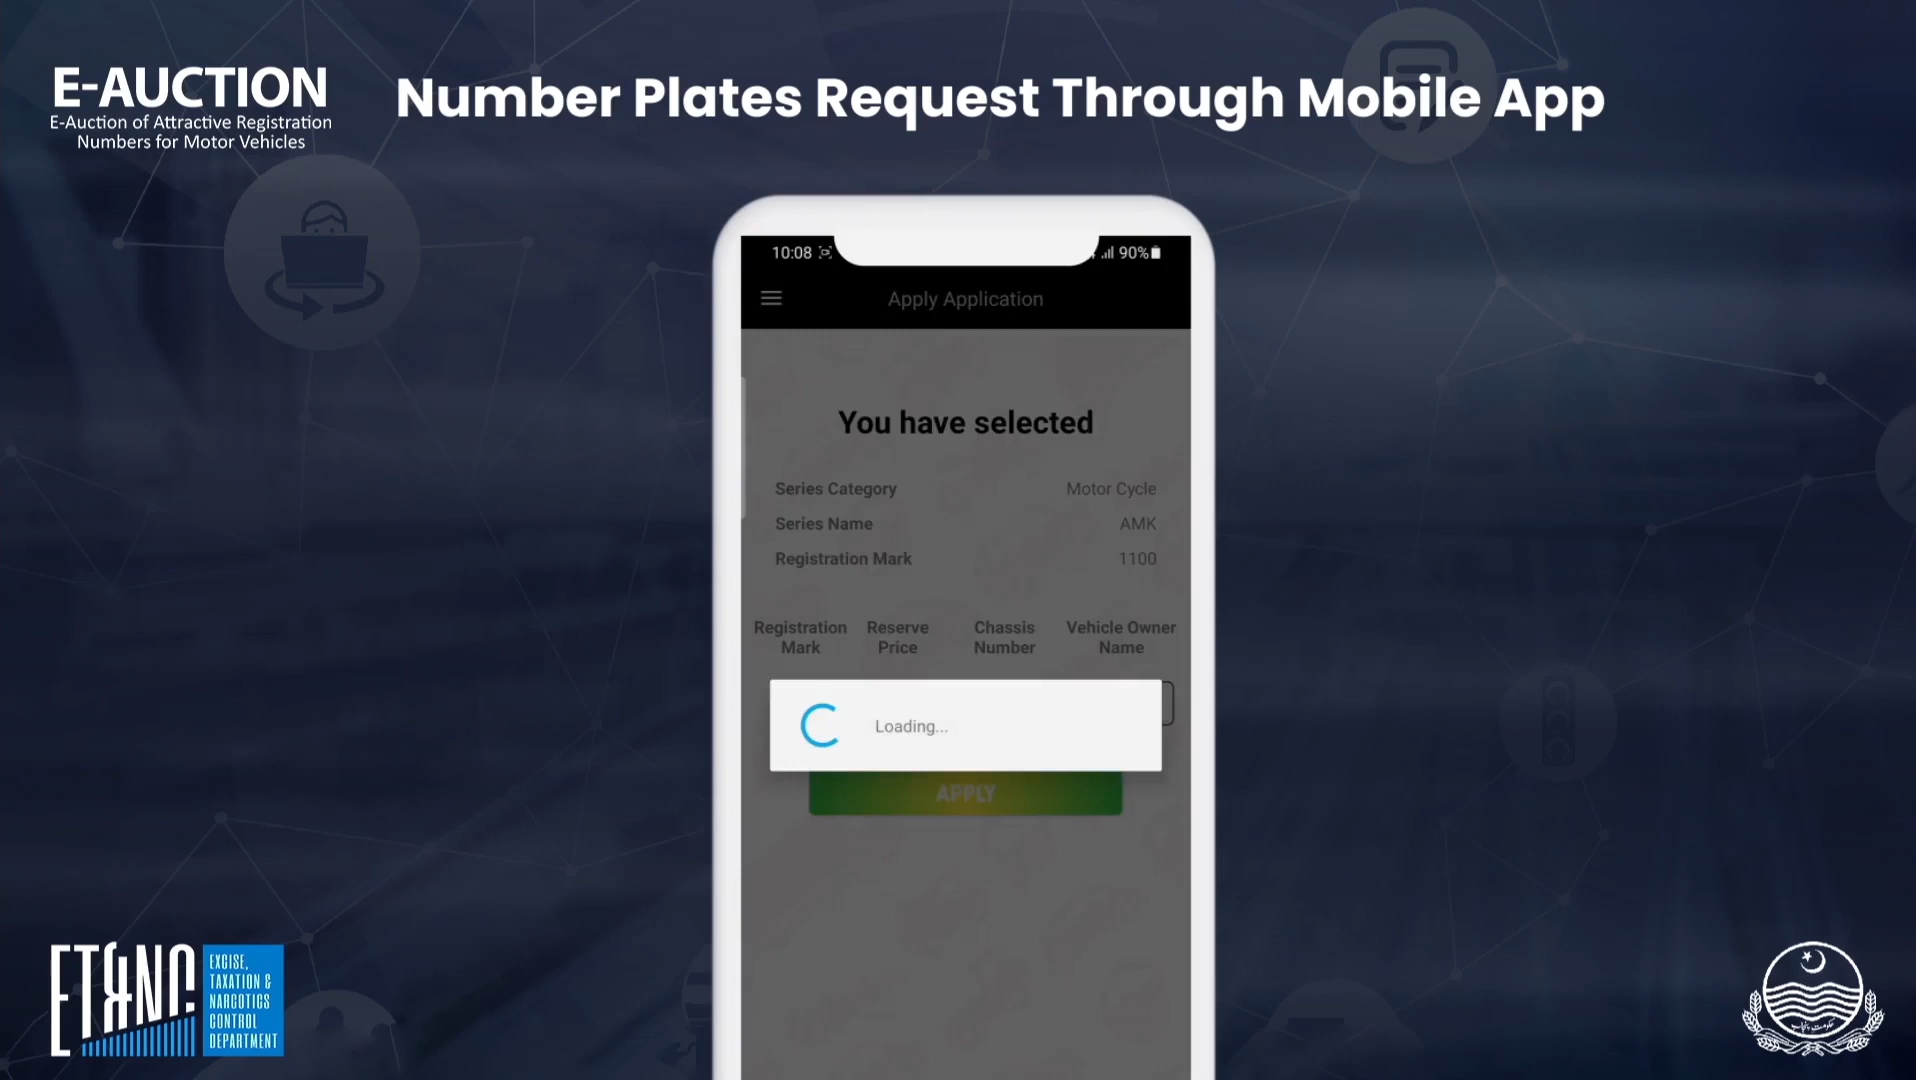 E-AUCTION
E-Auction of Attractive Registration
Numbers for Motor Vehicles
Number Plates Request Through Mobile App
10:08
90%
Apply Application
You have selected
Series Category Motor Cycle
Series Name AMK
Registration Mark 1100
Registration Mark
Reserve Price
Chassis Number
Vehicle Owner Name
Loading...
APPLY
ET&NC
EXCISE,
TAXATION &
NARCOTICS
CONTROL
DEPARTMENT
حکومت پنجاب